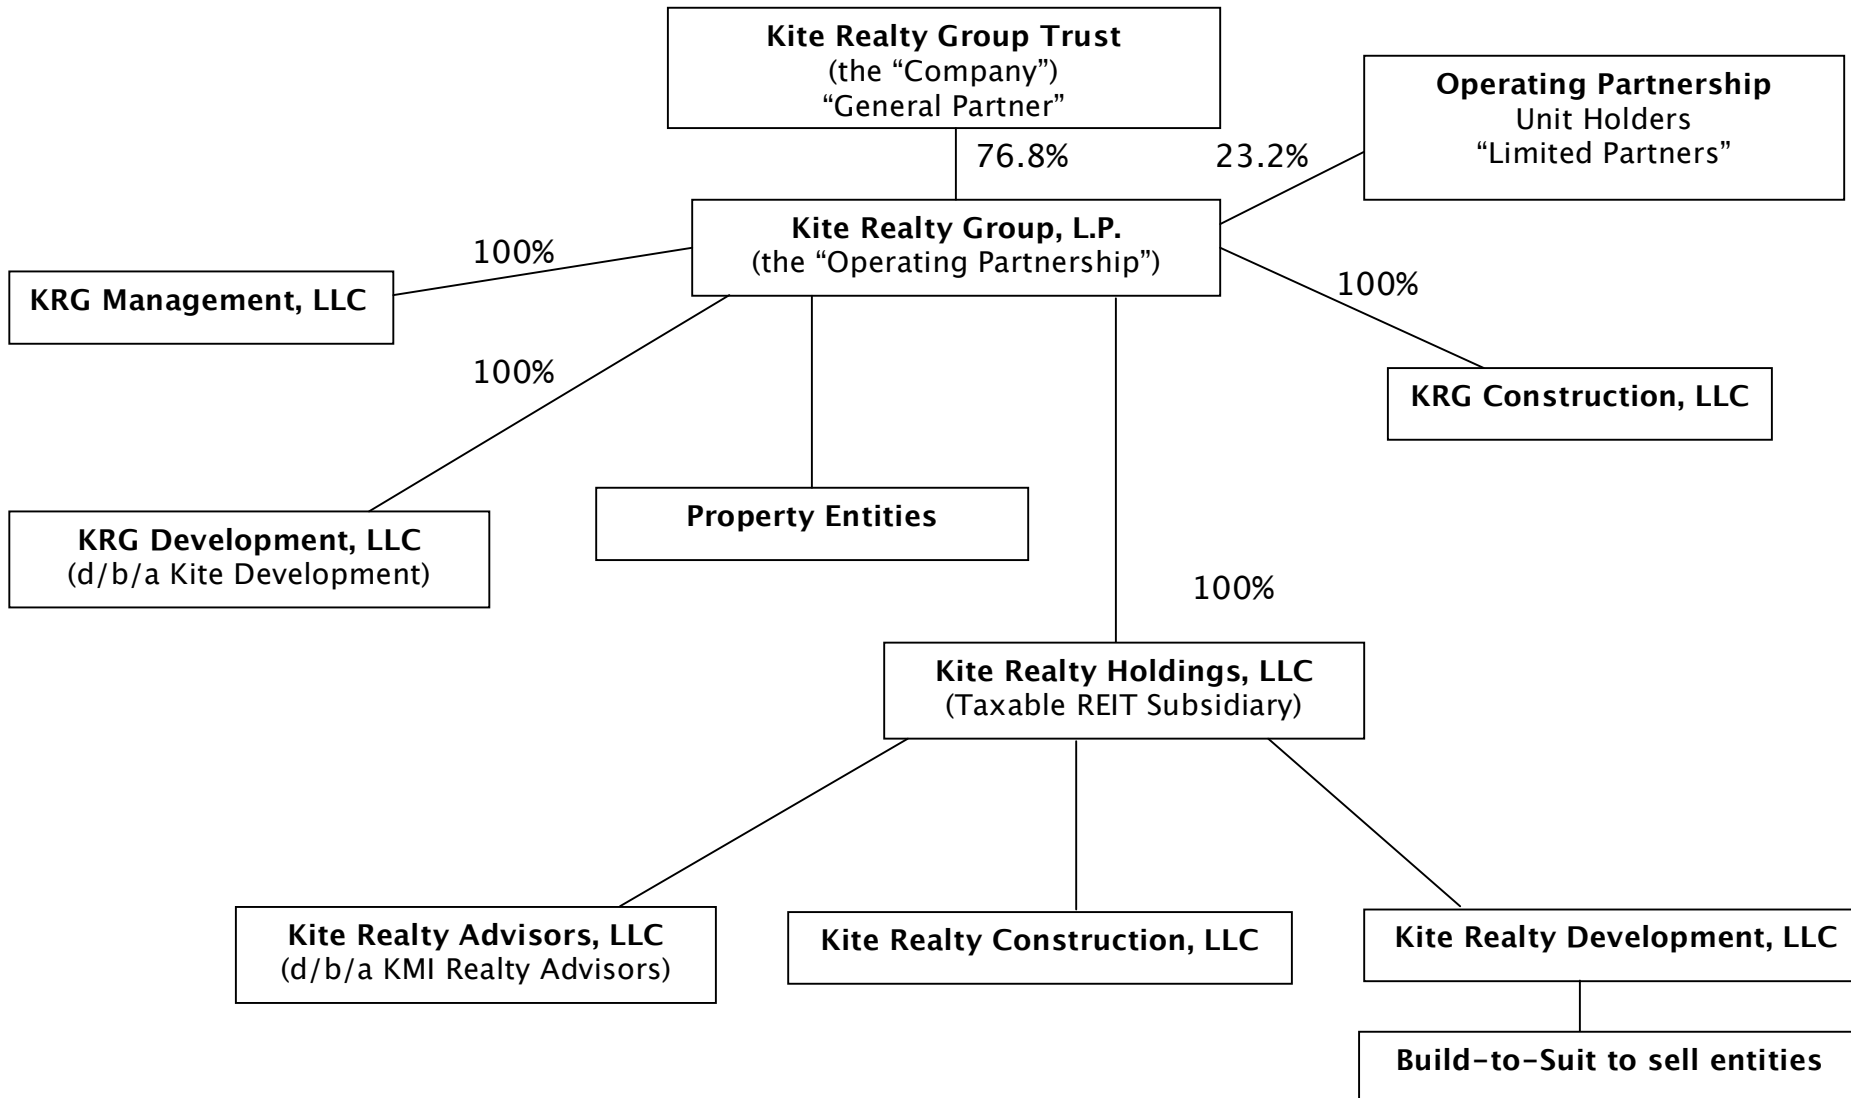 Kite Realty Group Trust
(the “Company”)
“General Partner”
Operating Partnership
Unit Holders
“Limited Partners”
76.8%
23.2%
Kite Realty Group, L.P.
(the “Operating Partnership”)
100%
KRG Management, LLC
100%
KRG Construction, LLC
100%
KRG Development, LLC
(d/b/a Kite Development)
Property Entities
100%
Kite Realty Holdings, LLC
(Taxable REIT Subsidiary)
Kite Realty Advisors, LLC
(d/b/a KMI Realty Advisors)
Kite Realty Construction, LLC
Kite Realty Development, LLC
Build-to-Suit to sell entities